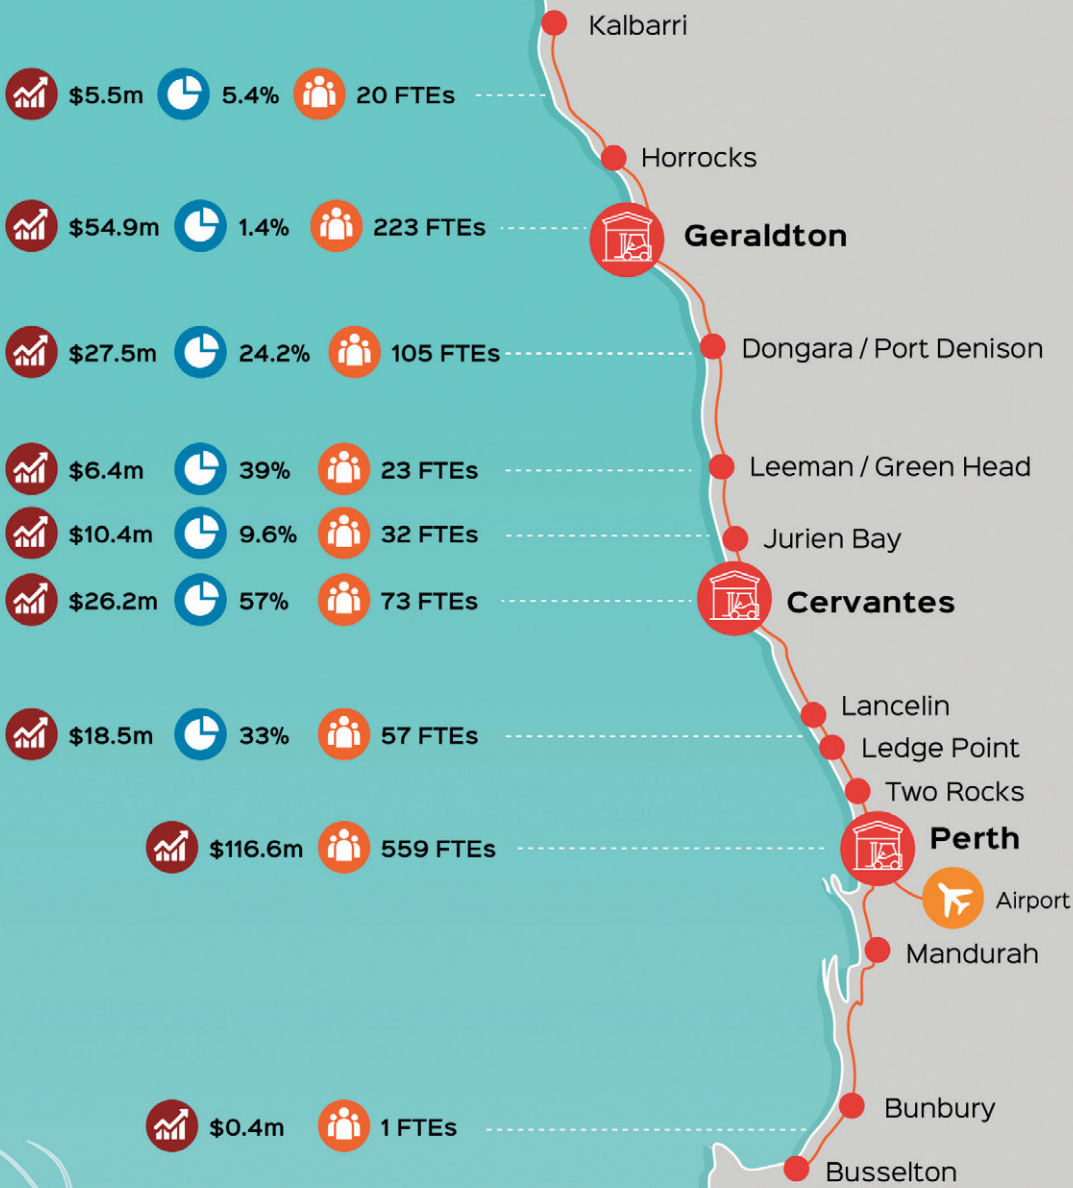 Kalbarri
$5.5m 5.4% 20 FTEs
Horrocks
$54.9m 1.4% 223 FTEs
Geraldton
$27.5m 24.2% 105 FTEs
Dongara / Port Denison
$6.4m 39% 23 FTEs
Leeman / Green Head
$10.4m 9.6% 32 FTEs
Jurien Bay
$26.2m 57% 73 FTEs
Cervantes
Lancelin
$18.5m 33% 57 FTEs
Ledge Point
Two Rocks
Perth
$116.6m 559 FTEs
Airport
Mandurah
Bunbury
$0.4m 1 FTEs
Busselton